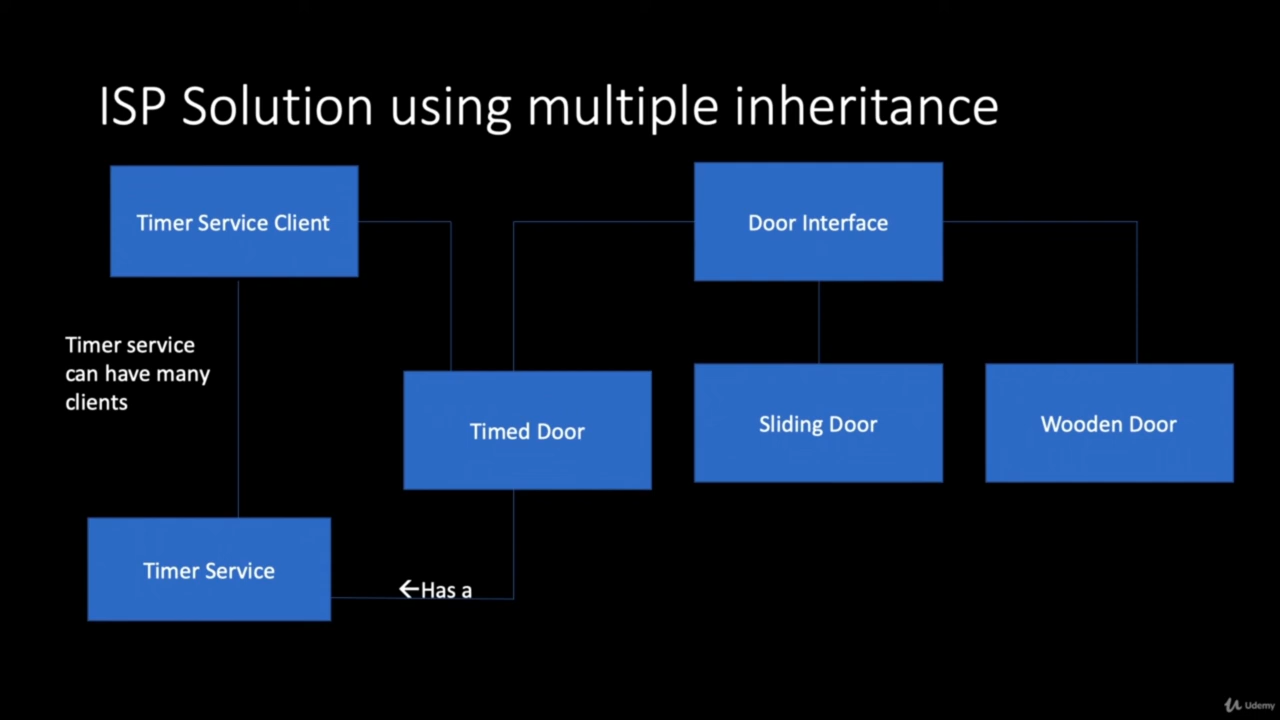 ISP Solution using multiple inheritance
Timer Service Client
Door Interface
Timer service
can have many
clients
Timed Door
Sliding Door
Wooden Door
Timer Service
←Has a
Udemy